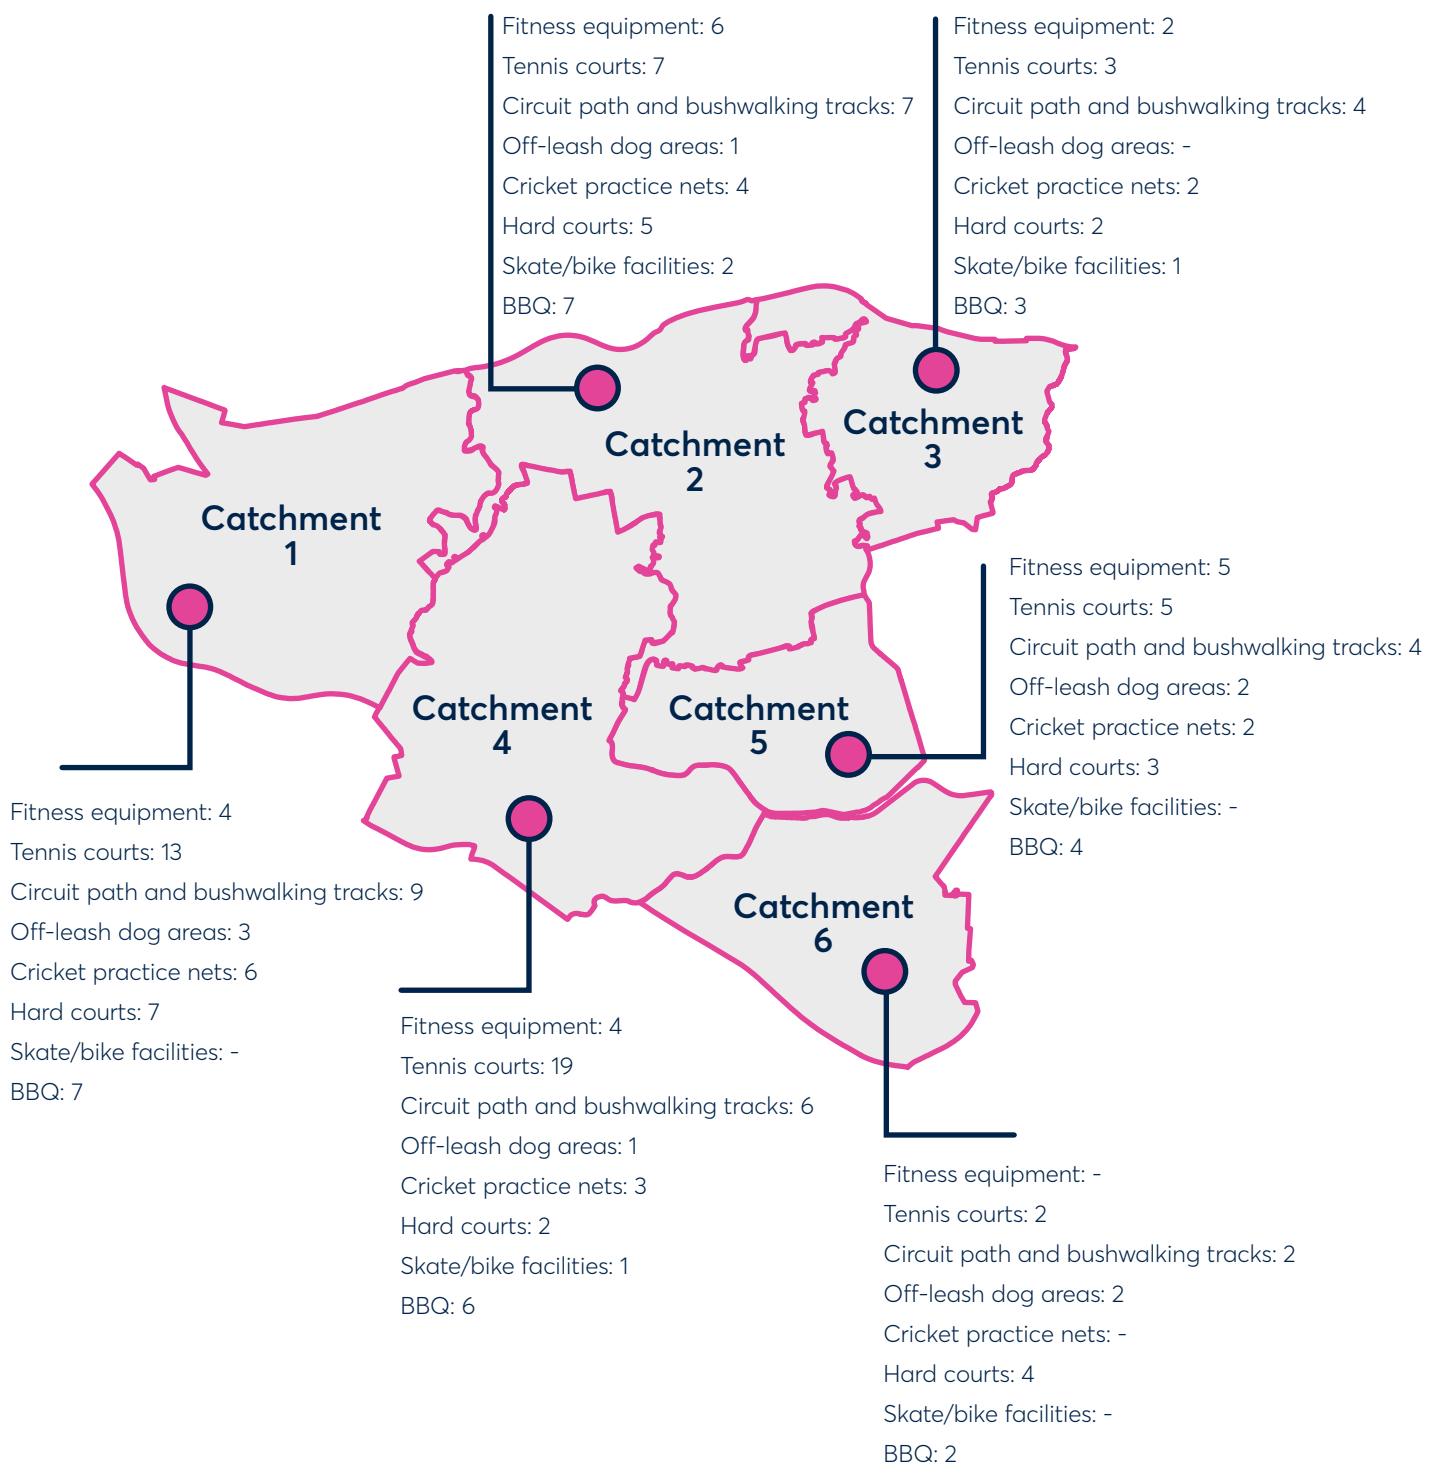 Fitness equipment: 6
Tennis courts: 7
Circuit path and bushwalking tracks: 7
Off-leash dog areas: 1
Cricket practice nets: 4
Hard courts: 5
Skate/bike facilities: 2
BBQ: 7
Fitness equipment: 2
Tennis courts: 3
Circuit path and bushwalking tracks: 4
Off-leash dog areas: -
Cricket practice nets: 2
Hard courts: 2
Skate/bike facilities: 1
BBQ: 3
Catchment
1
Catchment
2
Catchment
3
Catchment
4
Catchment
5
Catchment
6
Fitness equipment: 5
Tennis courts: 5
Circuit path and bushwalking tracks: 4
Off-leash dog areas: 2
Cricket practice nets: 2
Hard courts: 3
Skate/bike facilities: -
BBQ: 4
Fitness equipment: 4
Tennis courts: 13
Circuit path and bushwalking tracks: 9
Off-leash dog areas: 3
Cricket practice nets: 6
Hard courts: 7
Skate/bike facilities: -
BBQ: 7
Fitness equipment: 4
Tennis courts: 19
Circuit path and bushwalking tracks: 6
Off-leash dog areas: 1
Cricket practice nets: 3
Hard courts: 2
Skate/bike facilities: 1
BBQ: 6
Fitness equipment: -
Tennis courts: 2
Circuit path and bushwalking tracks: 2
Off-leash dog areas: 2
Cricket practice nets: -
Hard courts: 4
Skate/bike facilities: -
BBQ: 2